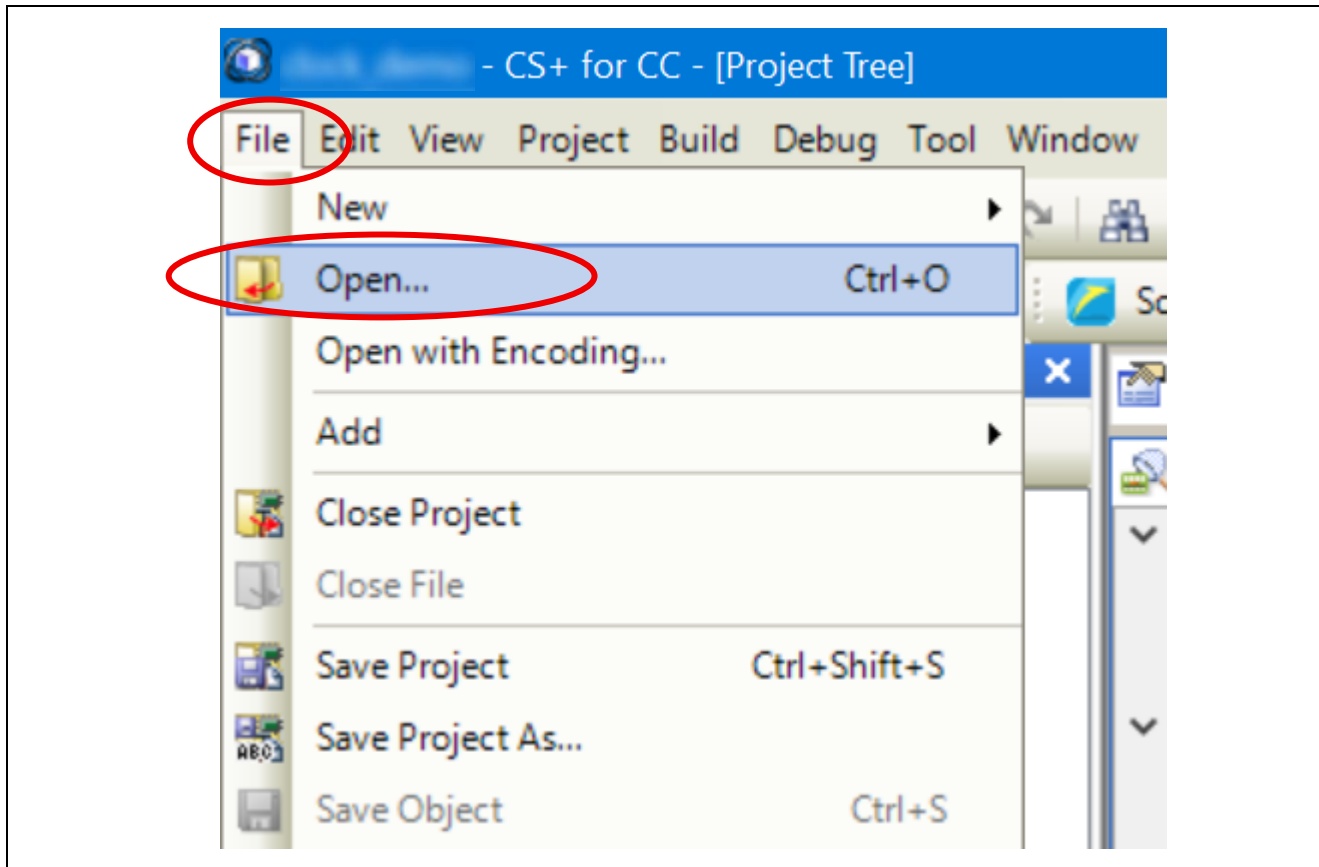 - CS+ for CC - [Project Tree]
File Edit View Project Build Debug Tool Window
New
Open... Ctrl+O
Open with Encoding...
Add
Close Project
Close File
Save Project Ctrl+Shift+S
Save Project As...
Save Object Ctrl+S